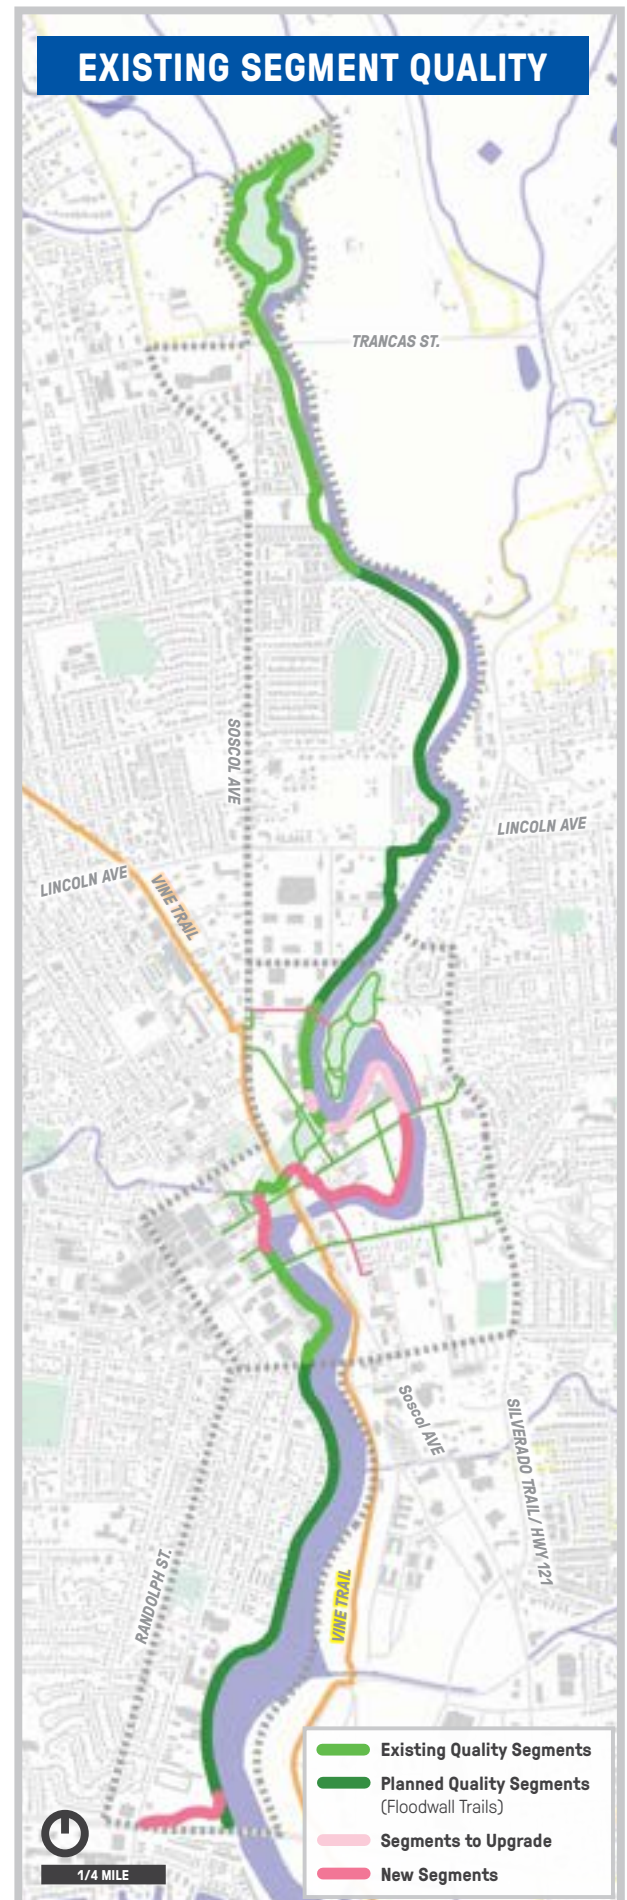 EXISTING SEGMENT QUALITY
TRANCAS ST.
SOSCOL AVE
LINCOLN AVE
LINCOLN AVE
VINE TRAIL
Soscol AVE
SILVERADO TRAIL/ HWY 121
RANDOLPH ST.
VINE TRAIL
Existing Quality Segments
Planned Quality Segments
(Floodwall Trails)
Segments to Upgrade
New Segments
1/4 MILE